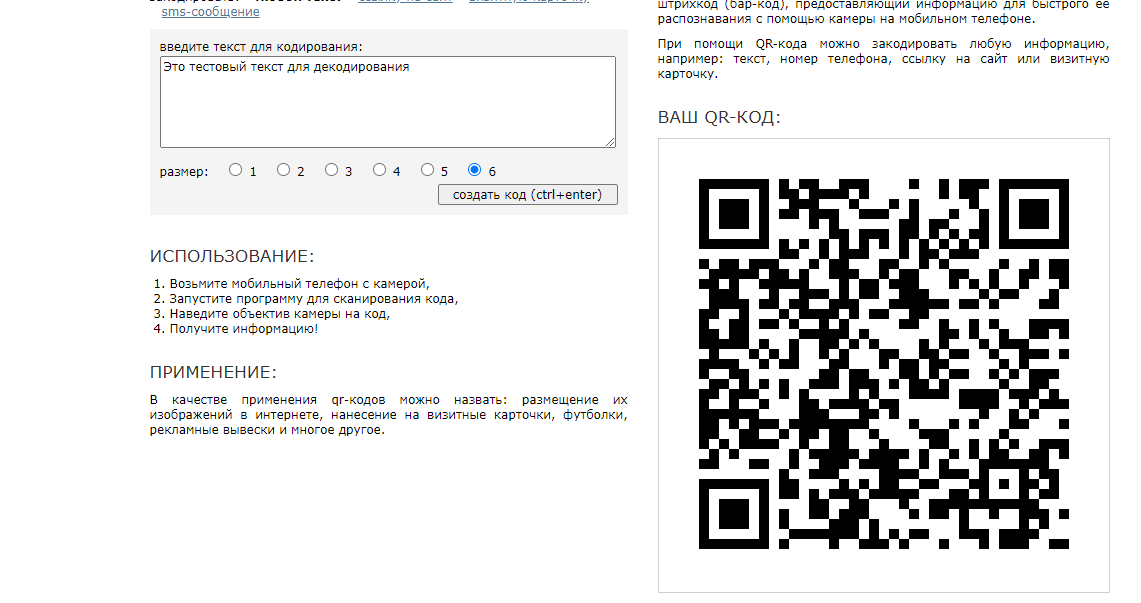 sms-сообщение
введите текст для кодирования:
Это тестовый текст для декодирования
размер: 1 2 3 4 5 6
создать код (ctrl+enter)
ИСПОЛЬЗОВАНИЕ:
1. Возьмите мобильный телефон с камерой,
2. Запустите программу для сканирования кода,
3. Наведите объектив камеры на код,
4. Получите информацию!
ПРИМЕНЕНИЕ:
В качестве применения qr-кодов можно назвать: размещение их
изображений в интернете, нанесение на визитные карточки, футболки,
рекламные вывески и многое другое.
штрихкод (бар-код), предоставляющий информацию для быстрого ее
распознавания с помощью камеры на мобильном телефоне.
При помощи QR-кода можно закодировать любую информацию,
например: текст, номер телефона, ссылку на сайт или визитную
карточку.
ВАШ QR-КОД: